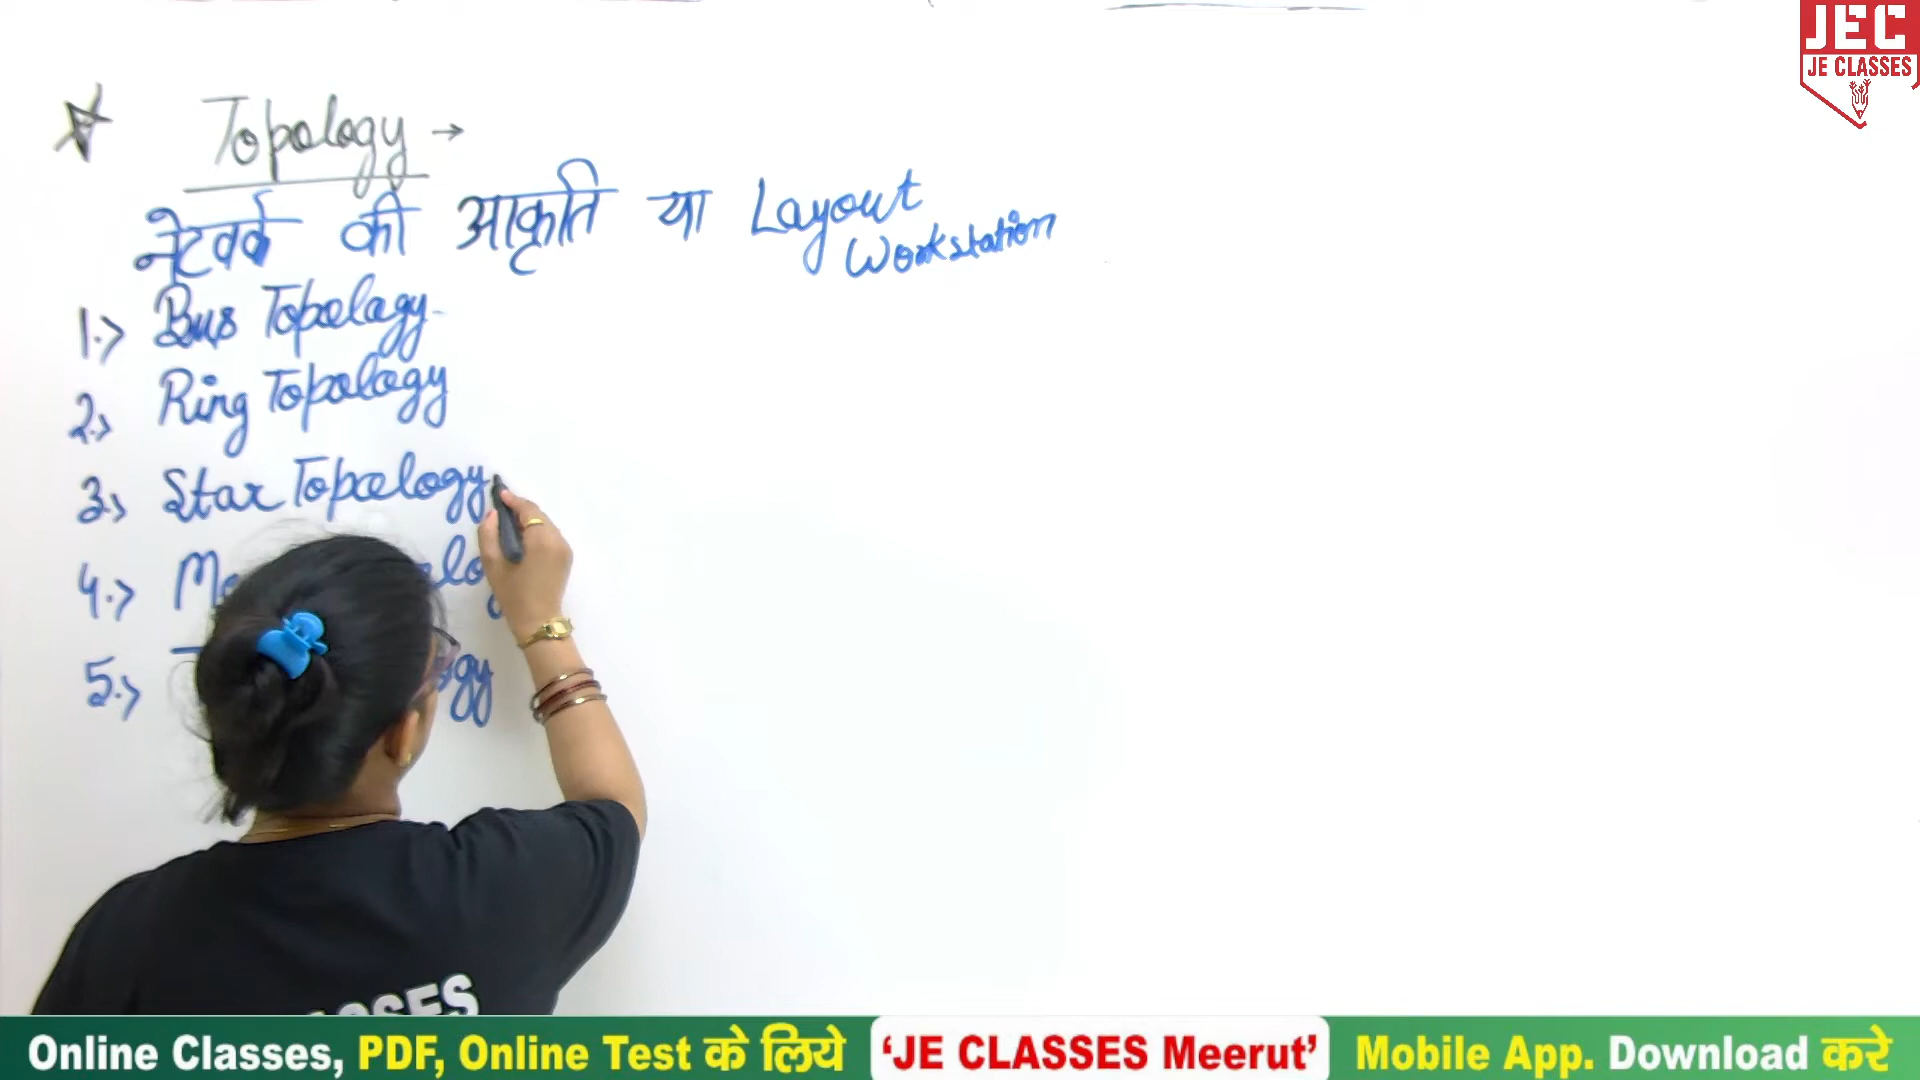 JEC
JE CLASSES
Topology →
नेटवर्क की आकृति या Layout
Workstation
1.> Bus Topology
2.> Ring Topology
3.> Star Topology
4.>
5.>
Online Classes, PDF, Online Test के लिये 'JE CLASSES Meerut' Mobile App. Download करे